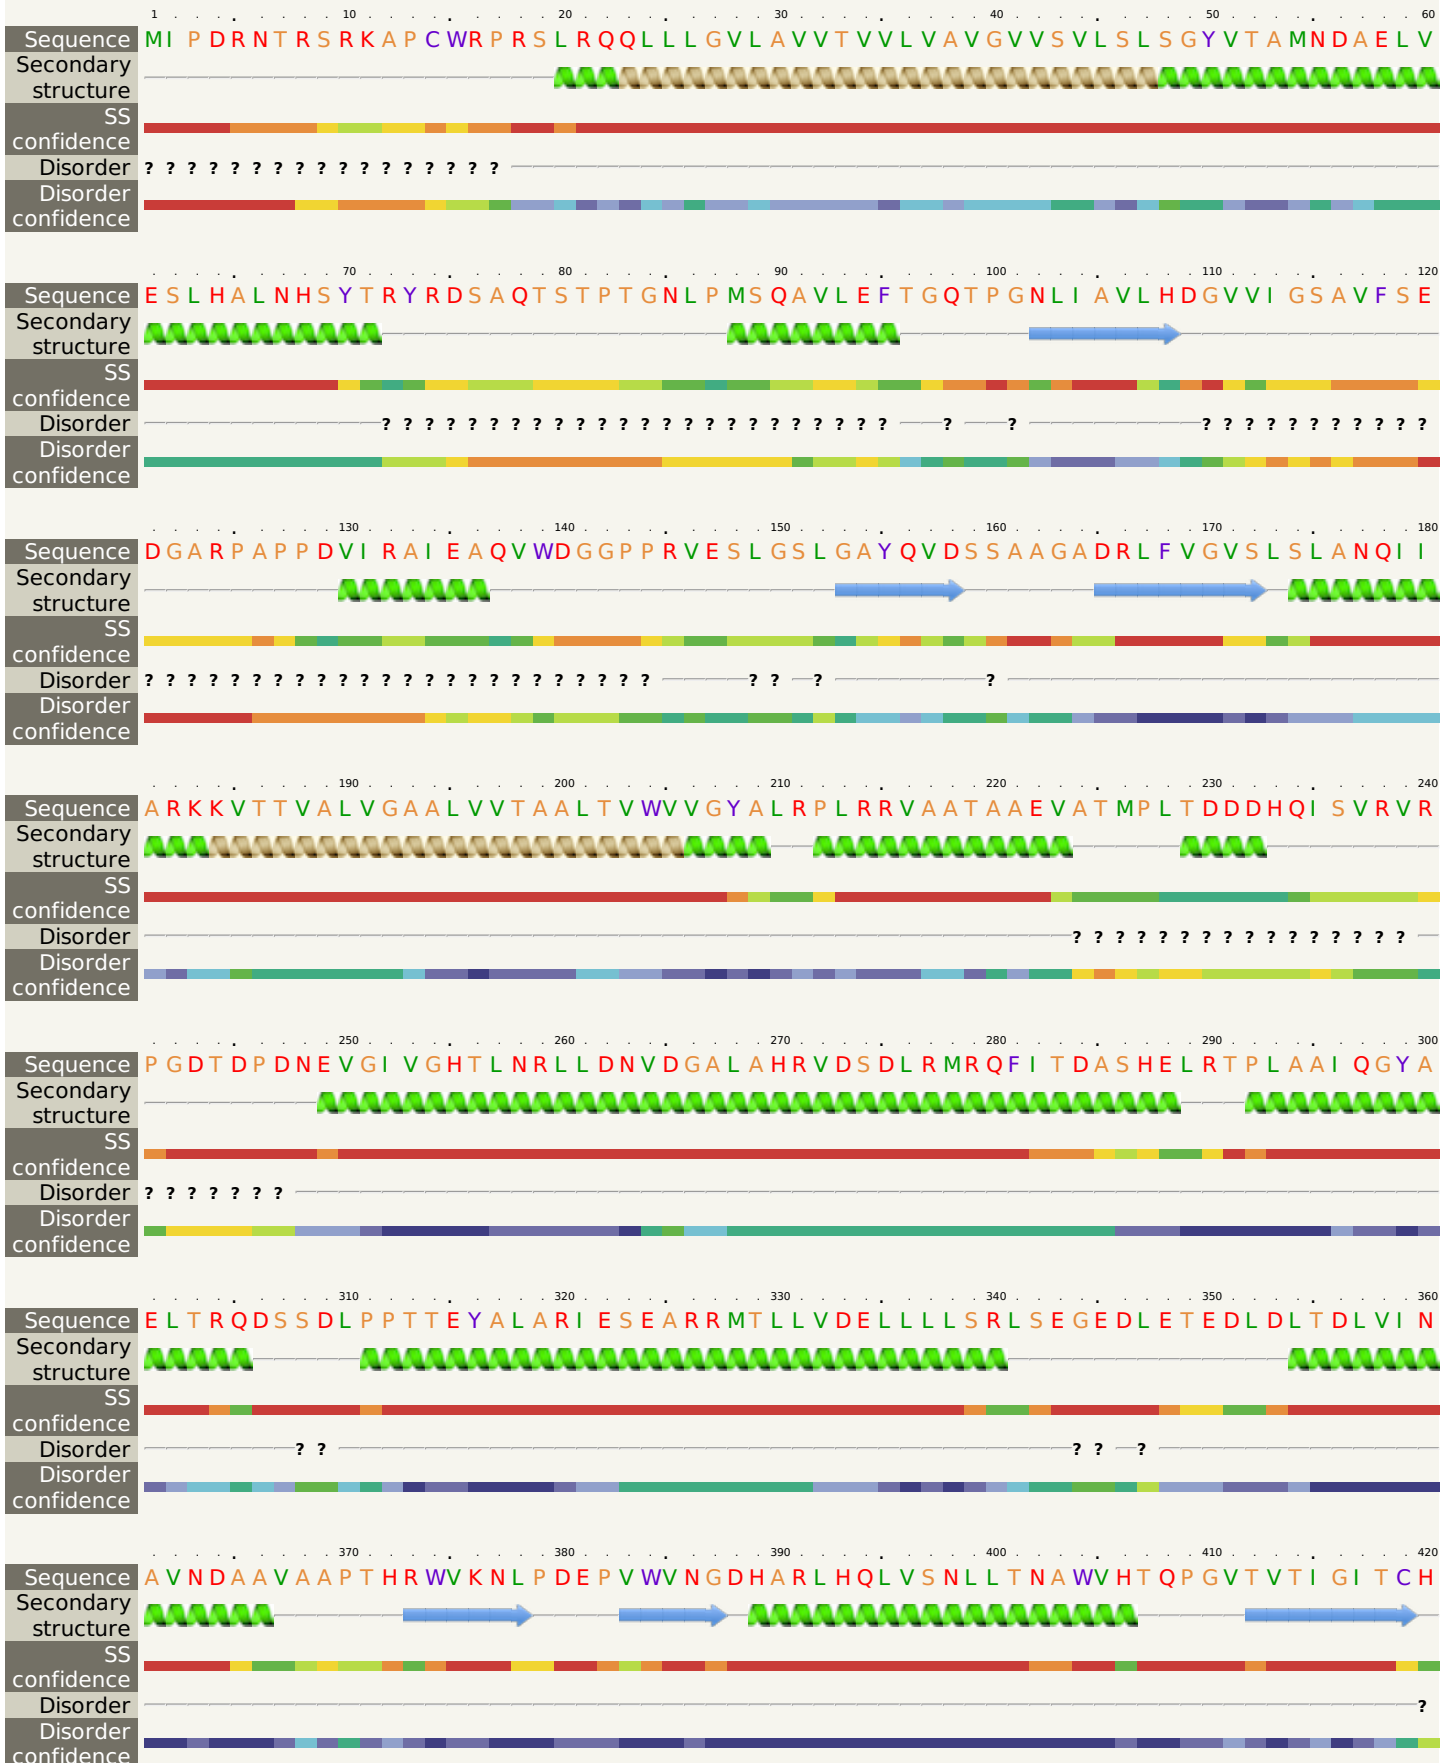 1 10 20 30 40 50 60
Sequence MIPDRNTRSRKAPCWRPRSLRQQLLLGVLAVVTVVLVAVGVVSVLSLSGYVTAMNDAELV
Secondary
structure
SS
confidence
Disorder ? ? ? ? ? ? ? ? ? ? ? ? ? ? ? ? ?
Disorder
confidence
70 80 90 100 110 120
Sequence ESLHALNHSYTRYRDSAQTSTPTGNLPMSQAVLEFTGQTPGNLIAVLHDGVVIGSAVFSE
Secondary
structure
SS
confidence
Disorder ? ? ? ? ? ? ? ? ? ? ? ? ? ? ? ? ? ? ? ? ? ? ? ? ? ? ? ? ? ? ? ? ? ? ? ? ?
Disorder
confidence
130 140 150 160 170 180
Sequence DGARPAPPDVIRAIEAQVWDGGPPRVESLGSLGAYQVDSSAAGADRLFVGVSLSLANQII
Secondary
structure
SS
confidence
Disorder ? ? ? ? ? ? ? ? ? ? ? ? ? ? ? ? ? ? ? ? ? ? ? ? ? ? ? ?
Disorder
confidence
190 200 210 220 230 240
Sequence ARKKVTTVALVGAALVVTAALTVWVVGYALRPLRRVAATAAEVATMPLTDDDHQISVRVR
Secondary
structure
SS
confidence
Disorder ? ? ? ? ? ? ? ? ? ? ? ? ? ? ? ?
Disorder
confidence
250 260 270 280 290 300
Sequence PGDTDPDNEVGIVGHTLNRLLDNVDGALAHRVDSDLRMRQFITDASHELRTPLAAIQGYA
Secondary
structure
SS
confidence
Disorder ? ? ? ? ? ? ?
Disorder
confidence
310 320 330 340 350 360
Sequence ELTRQDSSDLPPTTEYALARIESEARRMTLLVDELLLLSRLSEGEDLETEDLDLTDLVIN
Secondary
structure
SS
confidence
Disorder ? ? ? ? ?
Disorder
confidence
370 380 390 400 410 420
Sequence AVNDAAVAAPTHRWVKNLPDEPVWVNGDHARLHQLVSNLLTNAWVHTQPGVTVTIGITCH
Secondary
structure
SS
confidence
Disorder ?
Disorder
confidence